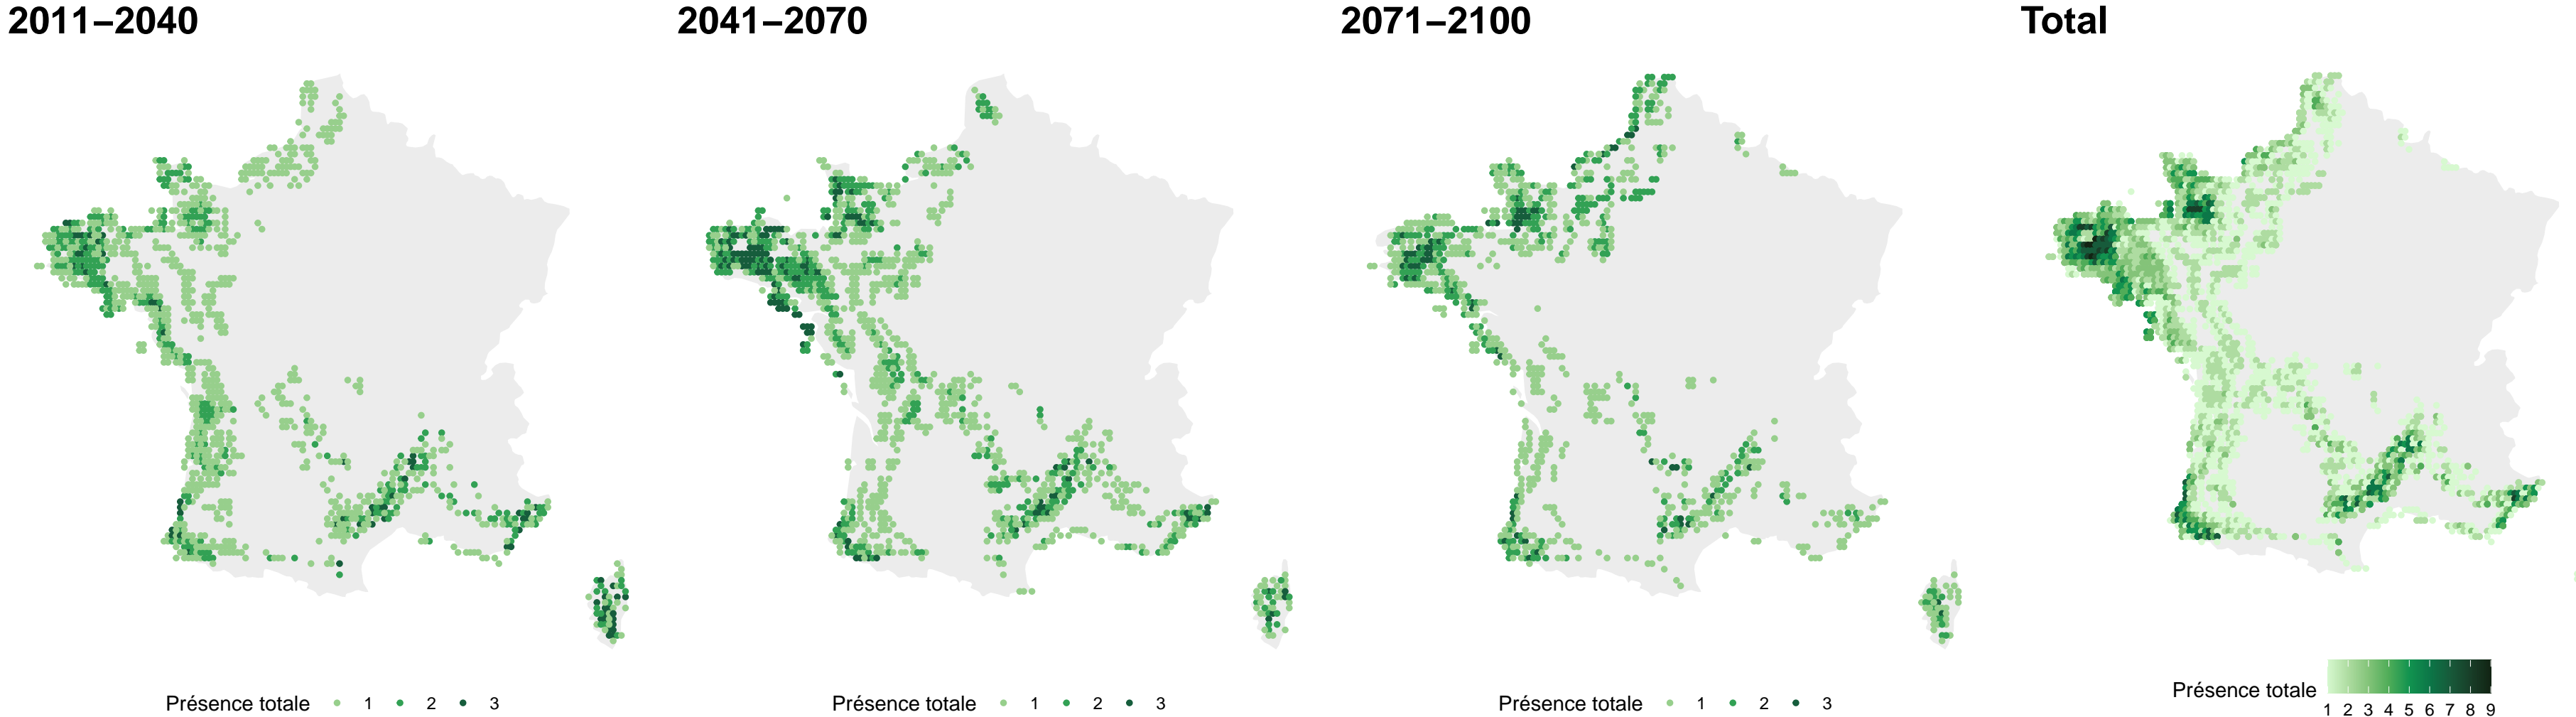 2011–2040
2041–2070
2071–2100
Total
Présence totale 1 2 3
Présence totale 1 2 3
Présence totale 1 2 3
Présence totale
1 2 3 4 5 6 7 8 9